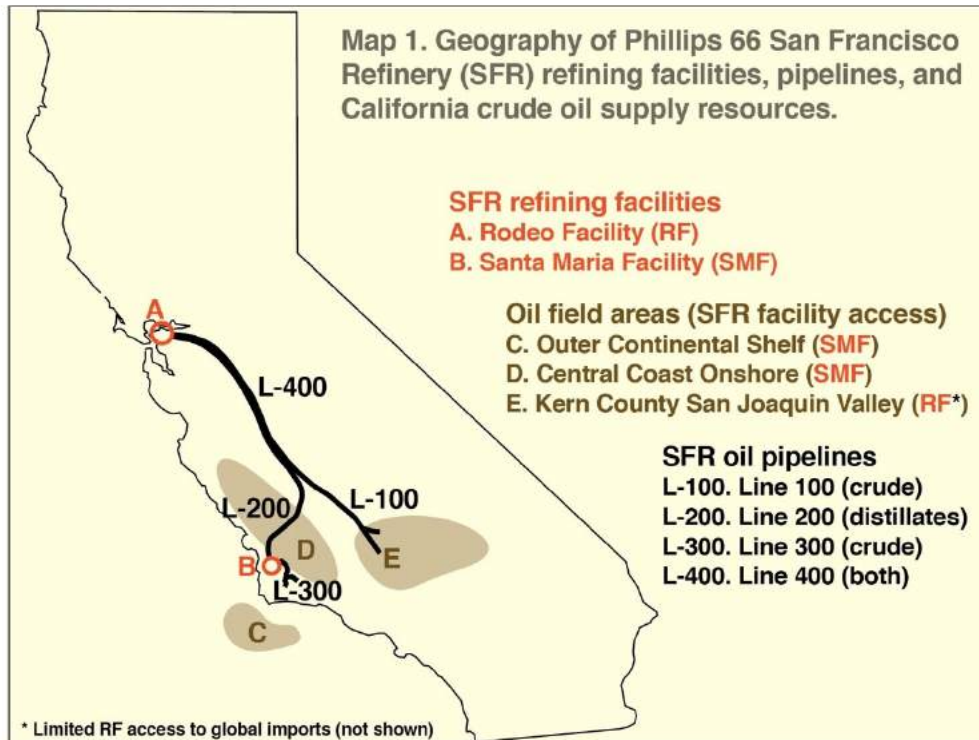 Map 1. Geography of Phillips 66 San Francisco
Refinery (SFR) refining facilities, pipelines, and
California crude oil supply resources.
SFR refining facilities
A. Rodeo Facility (RF)
B. Santa Maria Facility (SMF)
Oil field areas (SFR facility access)
C. Outer Continental Shelf (SMF)
D. Central Coast Onshore (SMF)
E. Kern County San Joaquin Valley (RF*)
SFR oil pipelines
L-100. Line 100 (crude)
L-200. Line 200 (distillates)
L-300. Line 300 (crude)
L-400. Line 400 (both)
A
L-400
L-200
L-100
D
E
B
L-300
C
* Limited RF access to global imports (not shown)